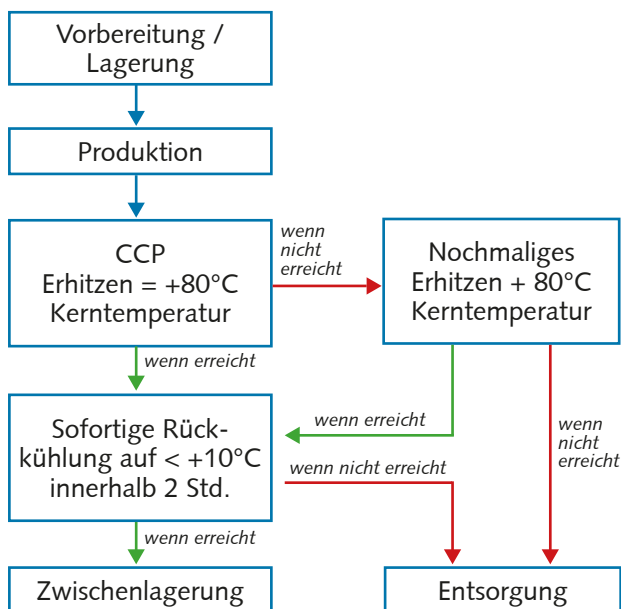 Vorbereitung /
Lagerung
Produktion
CCP
Erhitzen = +80°C
Kerntemperatur
wenn
nicht
erreicht
Nochmaliges
Erhitzen + 80°C
Kerntemperatur
wenn erreicht
wenn erreicht
wenn
nicht
erreicht
Sofortige Rück-
kühlung auf < +10°C
innerhalb 2 Std.
wenn nicht erreicht
wenn erreicht
Zwischenlagerung
Entsorgung